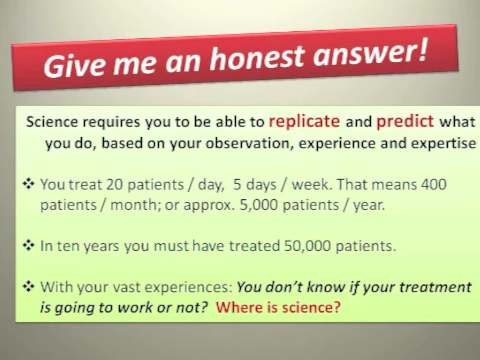 Give me an honest answer!
Science requires you to be able to replicate and predict what
you do, based on your observation, experience and expertise
❖ You treat 20 patients / day,  5 days / week. That means 400
patients / month; or approx. 5,000 patients / year.
❖ In ten years you must have treated 50,000 patients.
❖ With your vast experiences: You don't know if your treatment
is going to work or not?  Where is science?